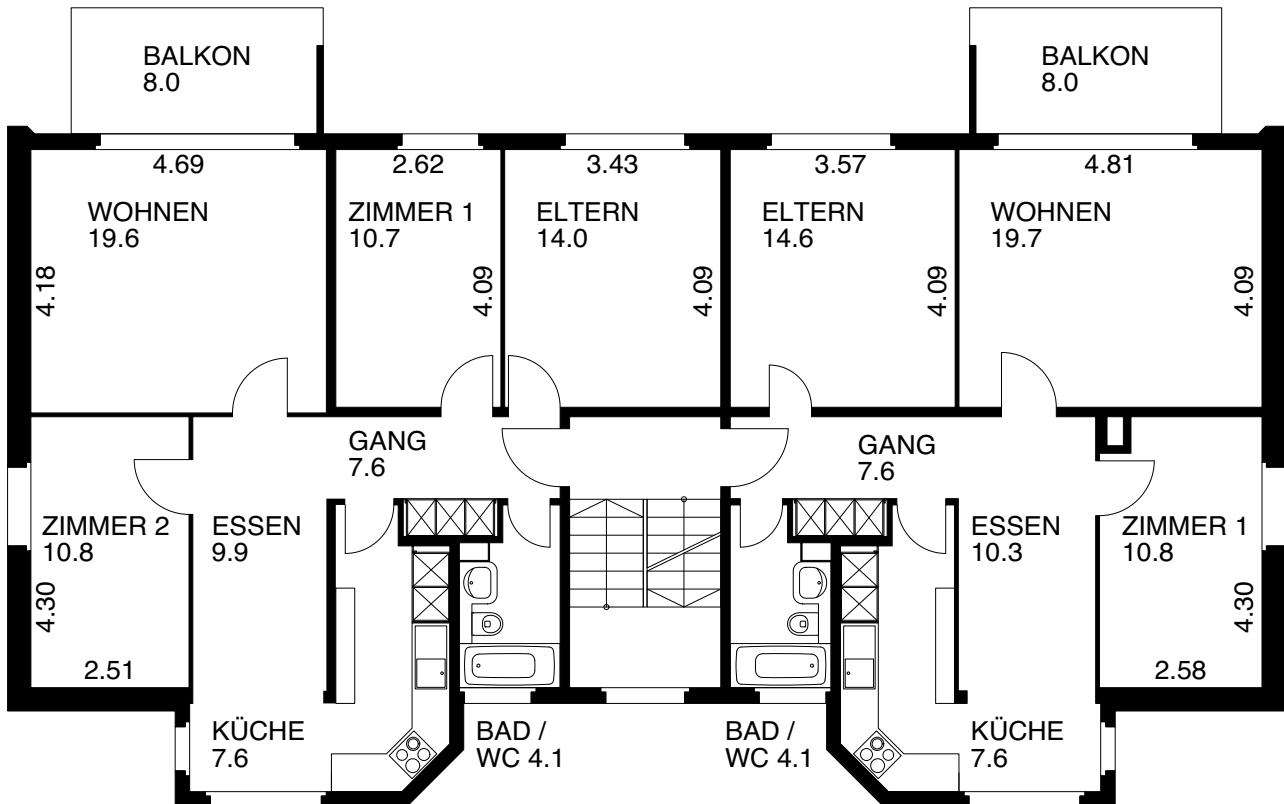 BALKON
8.0
BALKON
8.0
4.69
2.62
3.43
3.57
4.81
WOHNEN
19.6
ZIMMER 1
10.7
ELTERN
14.0
ELTERN
14.6
WOHNEN
19.7
4.18
4.09
4.09
4.09
4.09
GANG
7.6
GANG
7.6
ZIMMER 2
10.8
ESSEN
9.9
ESSEN
10.3
ZIMMER 1
10.8
4.30
4.30
2.51
2.58
KÜCHE
7.6
BAD /
WC 4.1
BAD /
WC 4.1
KÜCHE
7.6